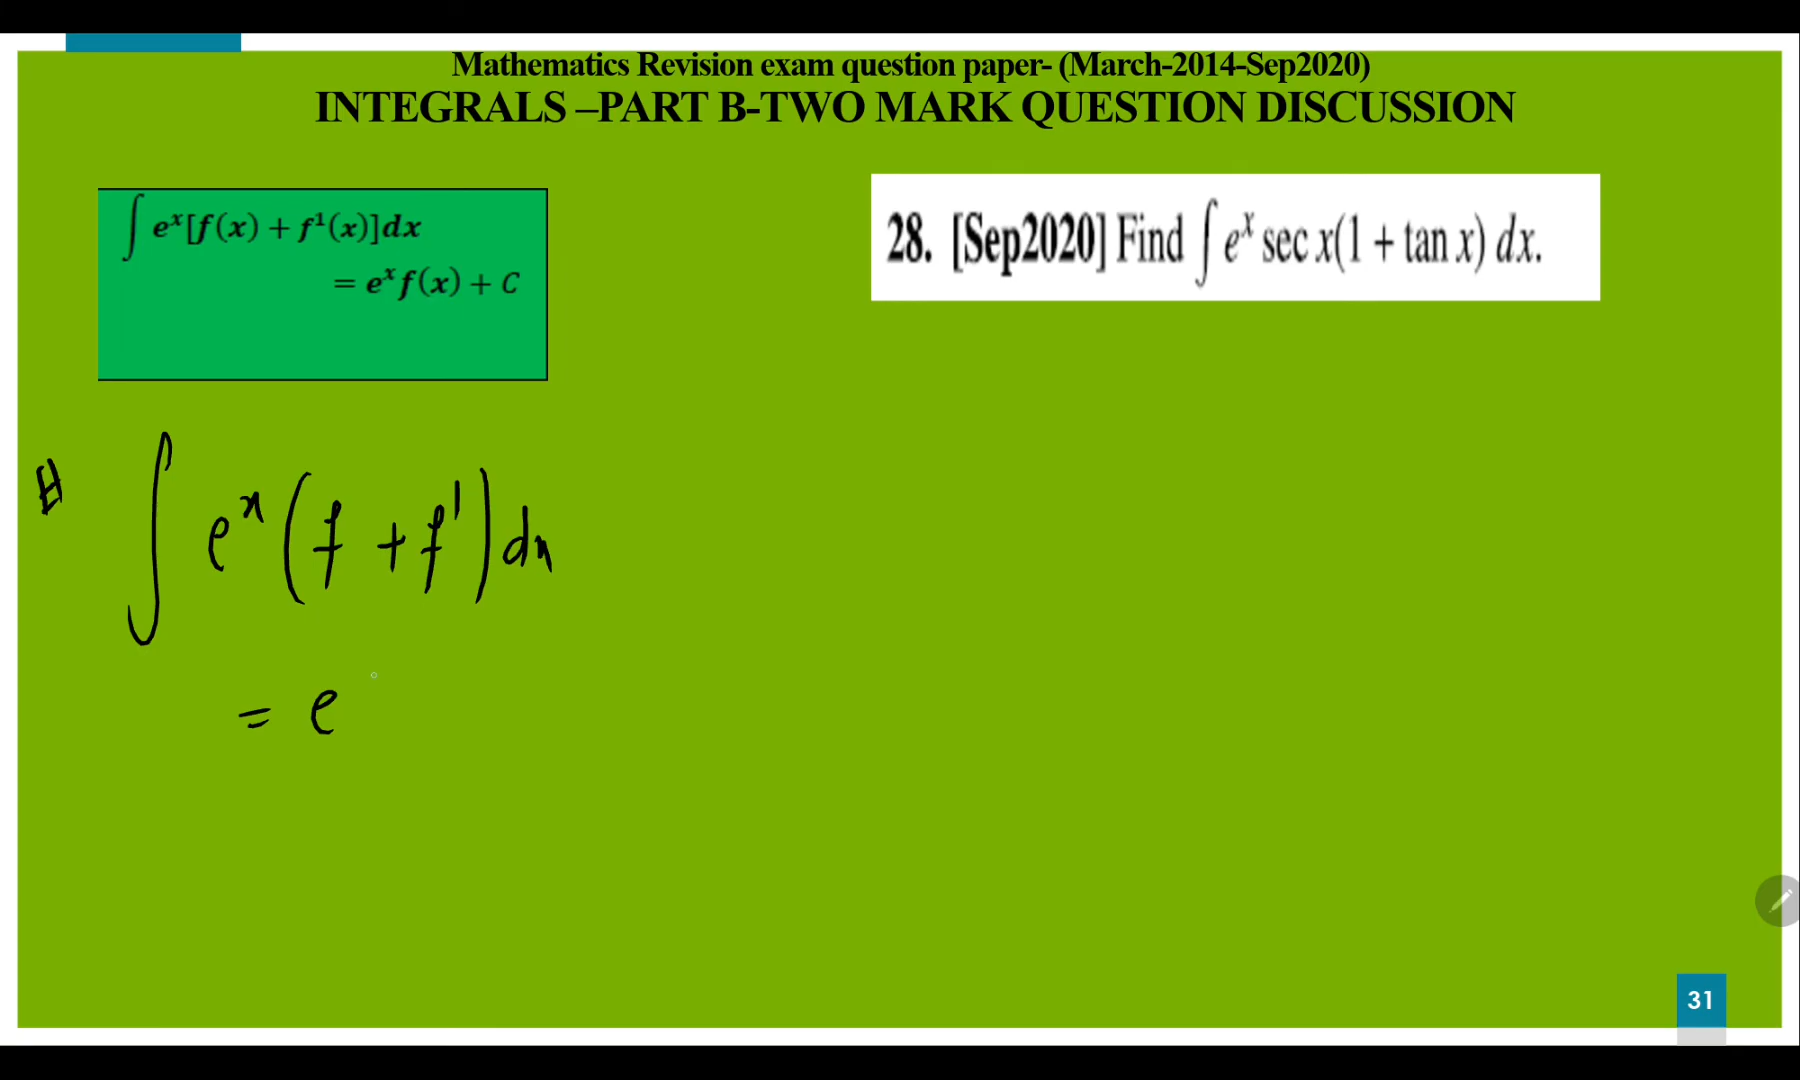 Mathematics Revision exam question paper- (March-2014-Sep2020)
INTEGRALS –PART B-TWO MARK QUESTION DISCUSSION
∫ eˣ[f(x) + f¹(x)]dx
= eˣf(x) + C
28. [Sep2020] Find ∫ eˣ sec x(1 + tan x) dx.
∫ eˣ (f + f') dx
= e
31